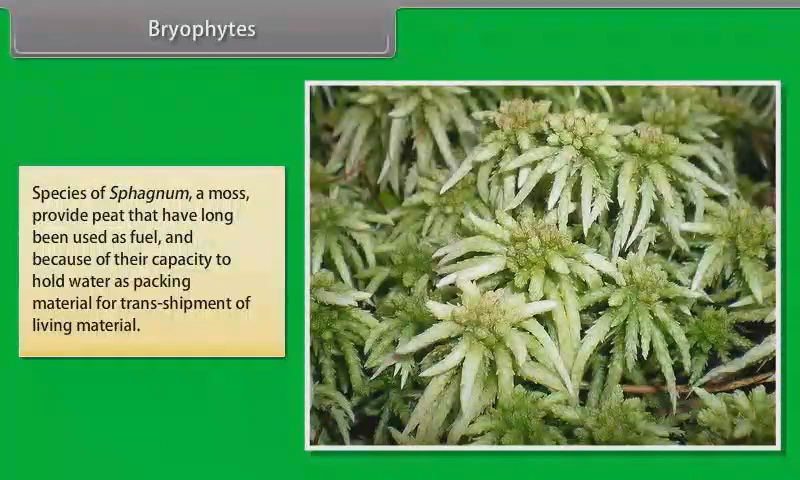 Bryophytes
Species of Sphagnum, a moss,
provide peat that have long
been used as fuel, and
because of their capacity to
hold water as packing
material for trans-shipment of
living material.